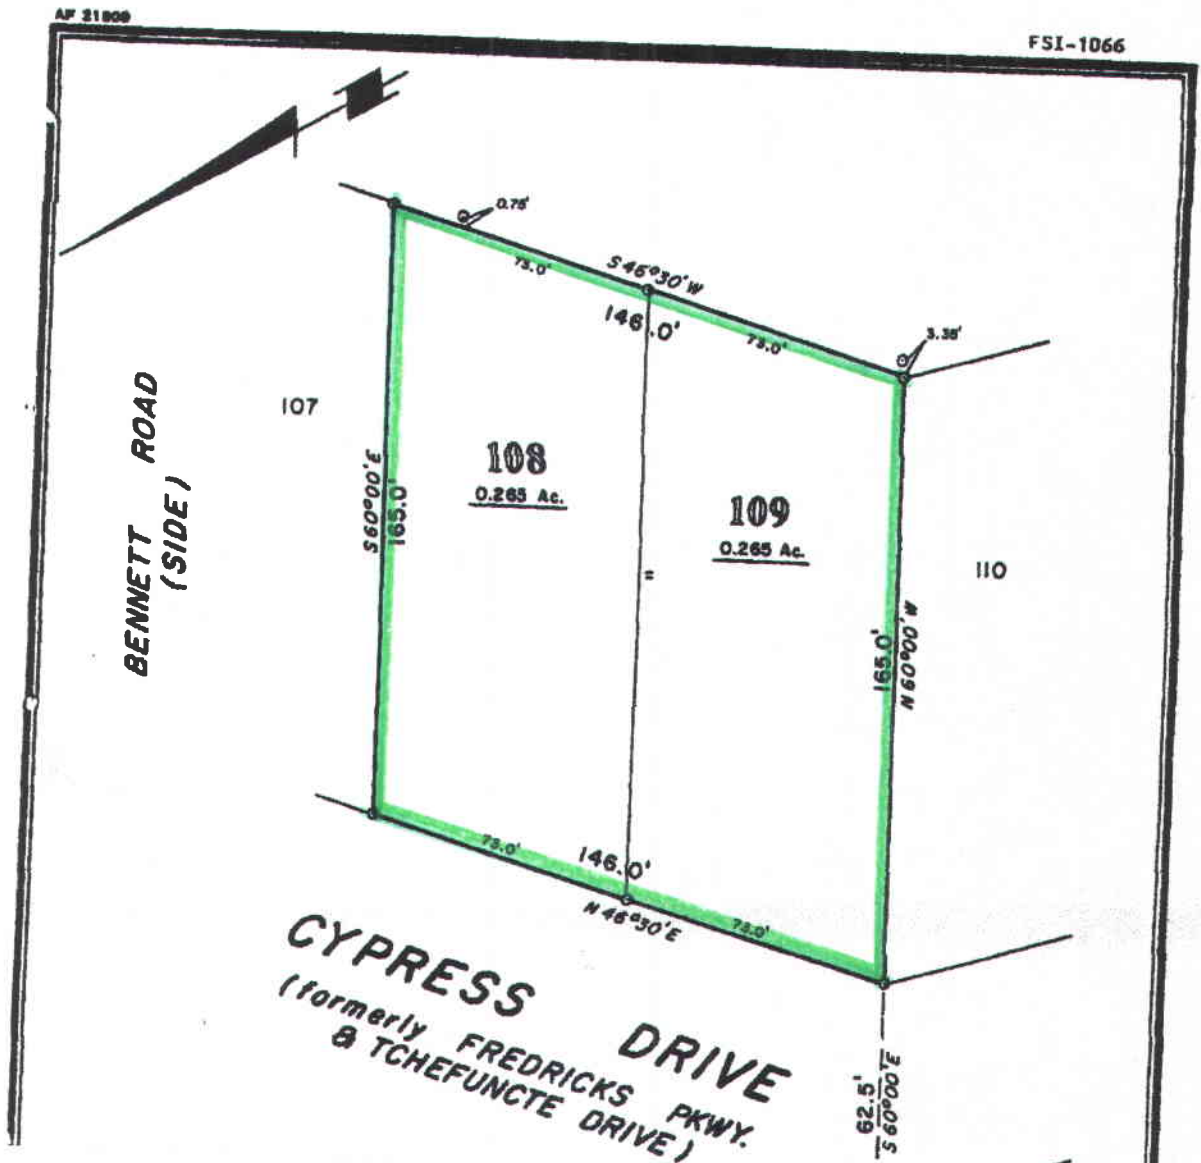 AF 21809
FSI-1066
0.75'
73.0'
S 46°30' W
146.0'
73.0'
3.35'
BENNETT ROAD
(SIDE)
107
S 60°00' E
165.0'
108
0.265 Ac.
109
0.265 Ac.
=
110
165.0'
N 60°00' W
73.0'
146.0'
N 46°30' E
73.0'
CYPRESS DRIVE
(formerly FREDRICKS PKWY.
& TCHEFUNCTE DRIVE)
62.5'
S 60°00' E